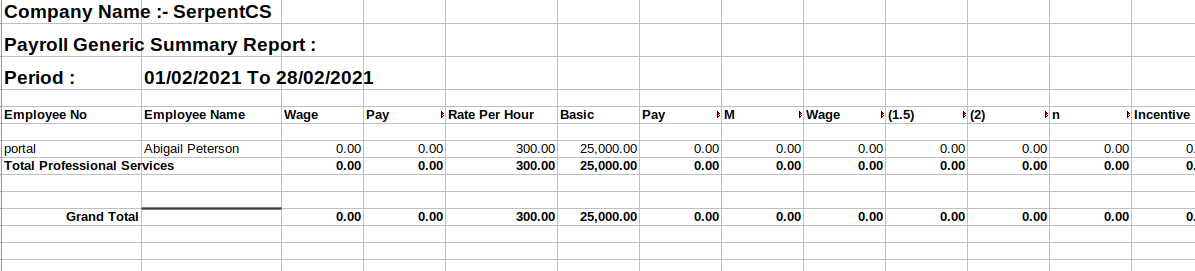 Company Name :- SerpentCS
Payroll Generic Summary Report :
Period : 01/02/2021 To 28/02/2021
Employee No Employee Name Wage Pay Rate Per Hour Basic Pay M Wage (1.5) (2) n Incentive
portal Abigail Peterson 0.00 0.00 300.00 25,000.00 0.00 0.00 0.00 0.00 0.00 0.00 0.
Total Professional Services 0.00 0.00 300.00 25,000.00 0.00 0.00 0.00 0.00 0.00 0.00 0.
Grand Total 0.00 0.00 300.00 25,000.00 0.00 0.00 0.00 0.00 0.00 0.00 0.